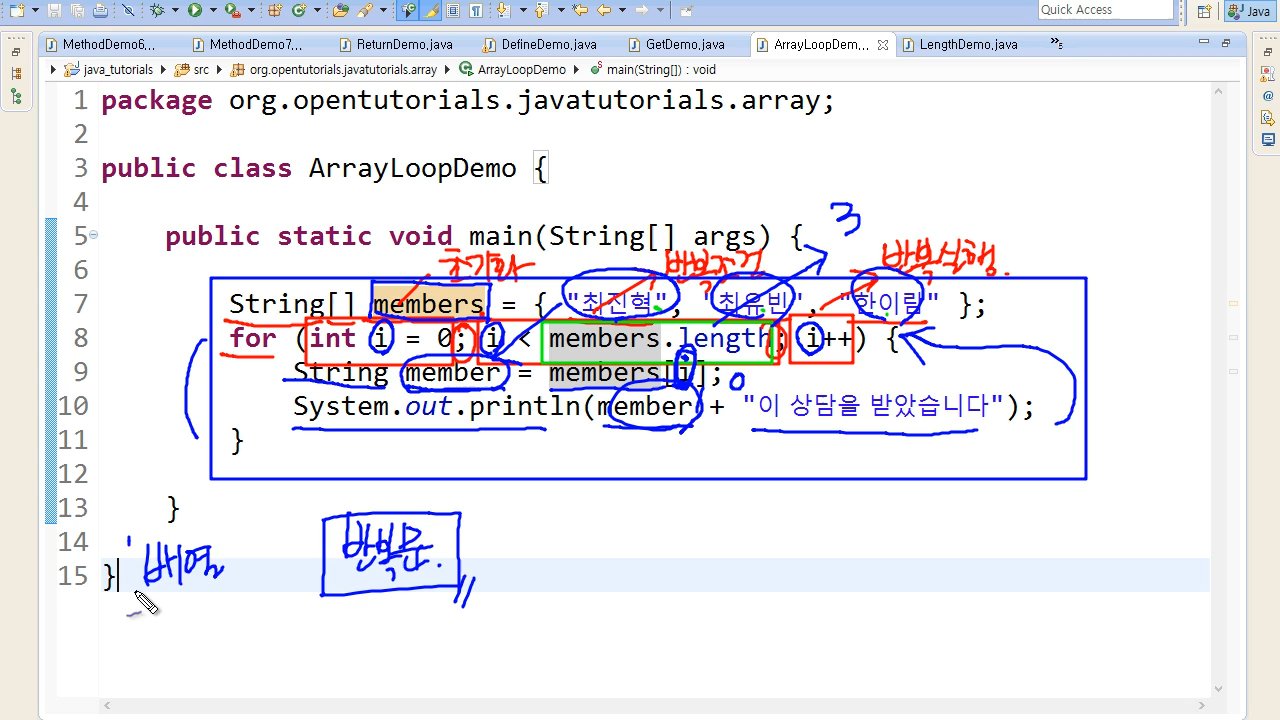 Quick Access
Java
MethodDemo6,...
MethodDemo7,...
ReturnDemo.java
DefineDemo.java
GetDemo.java
ArrayLoopDem...
LengthDemo.java
»5
java_tutorials
src
org.opentutorials.javatutorials.array
ArrayLoopDemo
main(String[]) : void
1 package org.opentutorials.javatutorials.array;
2
3 public class ArrayLoopDemo {
4
3
5 public static void main(String[] args) {
6
초기화
반복조건
반복실행.
7 String[] members = { "최진혁", "최유빈", "한이람" };
8 for (int i = 0; i < members.length; i++) {
9 String member = members[i];
0
10 System.out.println(member + "이 상담을 받았습니다");
11 }
12
13 }
14
15 }
배열
반복문.